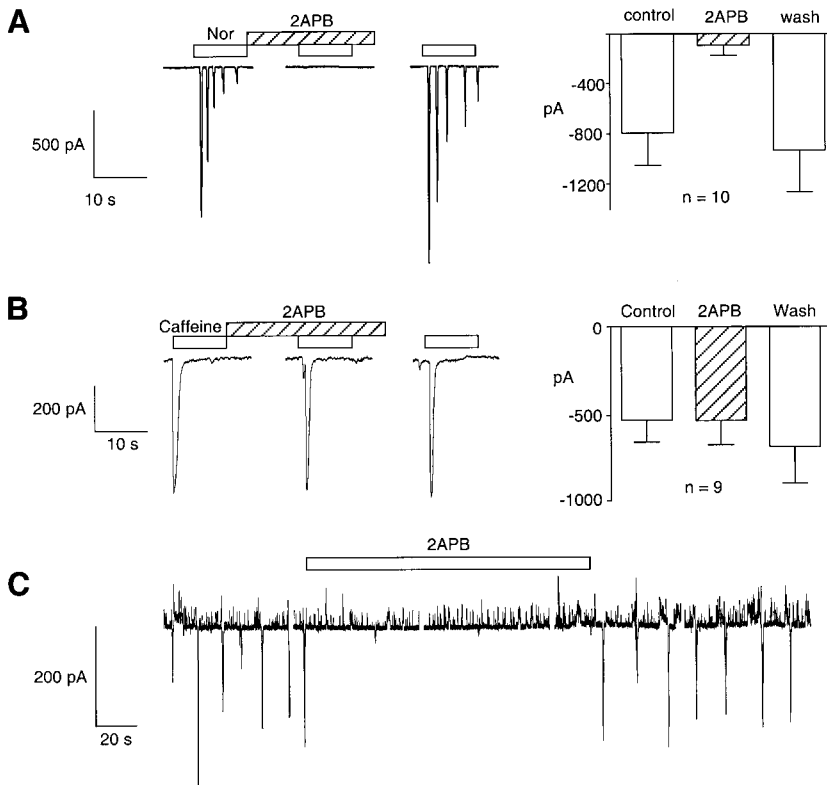 A
Nor
2APB
500 pA
10 s
control 2APB wash
-400
pA
-800
-1200
n = 10
B
Caffeine
2APB
200 pA
10 s
Control 2APB Wash
0
pA
-500
-1000
n = 9
C
2APB
200 pA
20 s